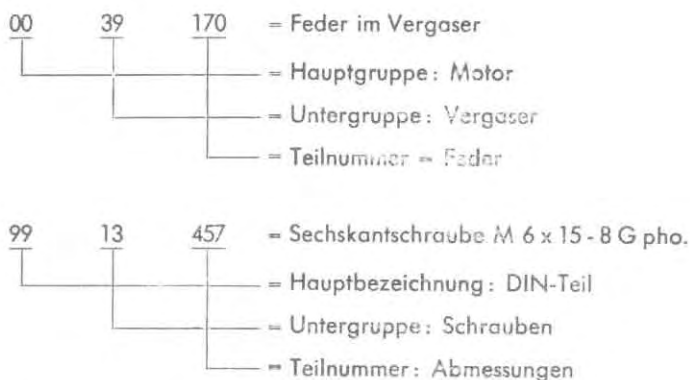 00 39 170 = Feder im Vergaser
= Hauptgruppe: Motor
= Untergruppe: Vergaser
= Teilnummer = Feder
99 13 457 = Sechskantschraube M 6 x 15 - 8 G pho.
= Hauptbezeichnung: DIN-Teil
= Untergruppe: Schrauben
= Teilnummer: Abmessungen